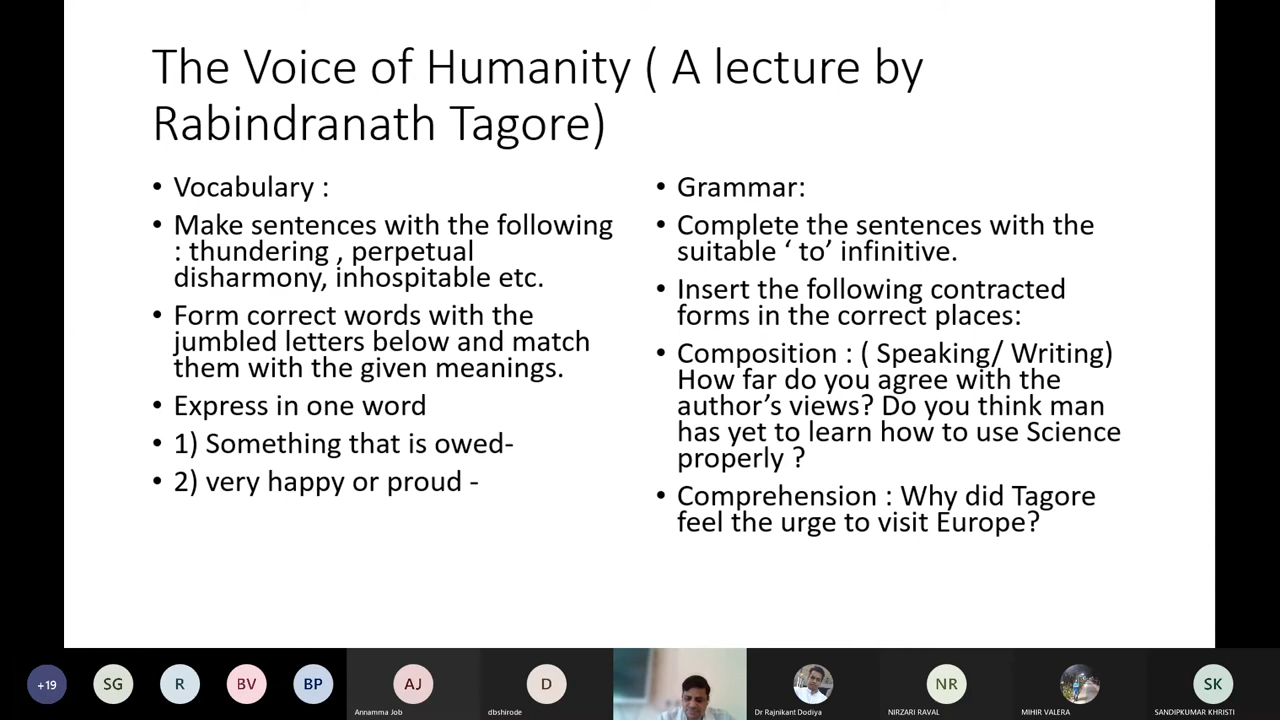 The Voice of Humanity ( A lecture by
Rabindranath Tagore)
• Vocabulary :
• Make sentences with the following
: thundering , perpetual
disharmony, inhospitable etc.
• Form correct words with the
jumbled letters below and match
them with the given meanings.
• Express in one word
• 1) Something that is owed-
• 2) very happy or proud -
• Grammar:
• Complete the sentences with the
suitable ‘ to’ infinitive.
• Insert the following contracted
forms in the correct places:
• Composition : ( Speaking/ Writing)
How far do you agree with the
author’s views? Do you think man
has yet to learn how to use Science
properly ?
• Comprehension : Why did Tagore
feel the urge to visit Europe?
+19
SG
R
BV
BP
AJ
Annamma Job
D
dbshirode
Dr Rajnikant Dodiya
NR
NIRZARI RAVAL
MIHIR VALERA
SK
SANDIPKUMAR KHRISTI